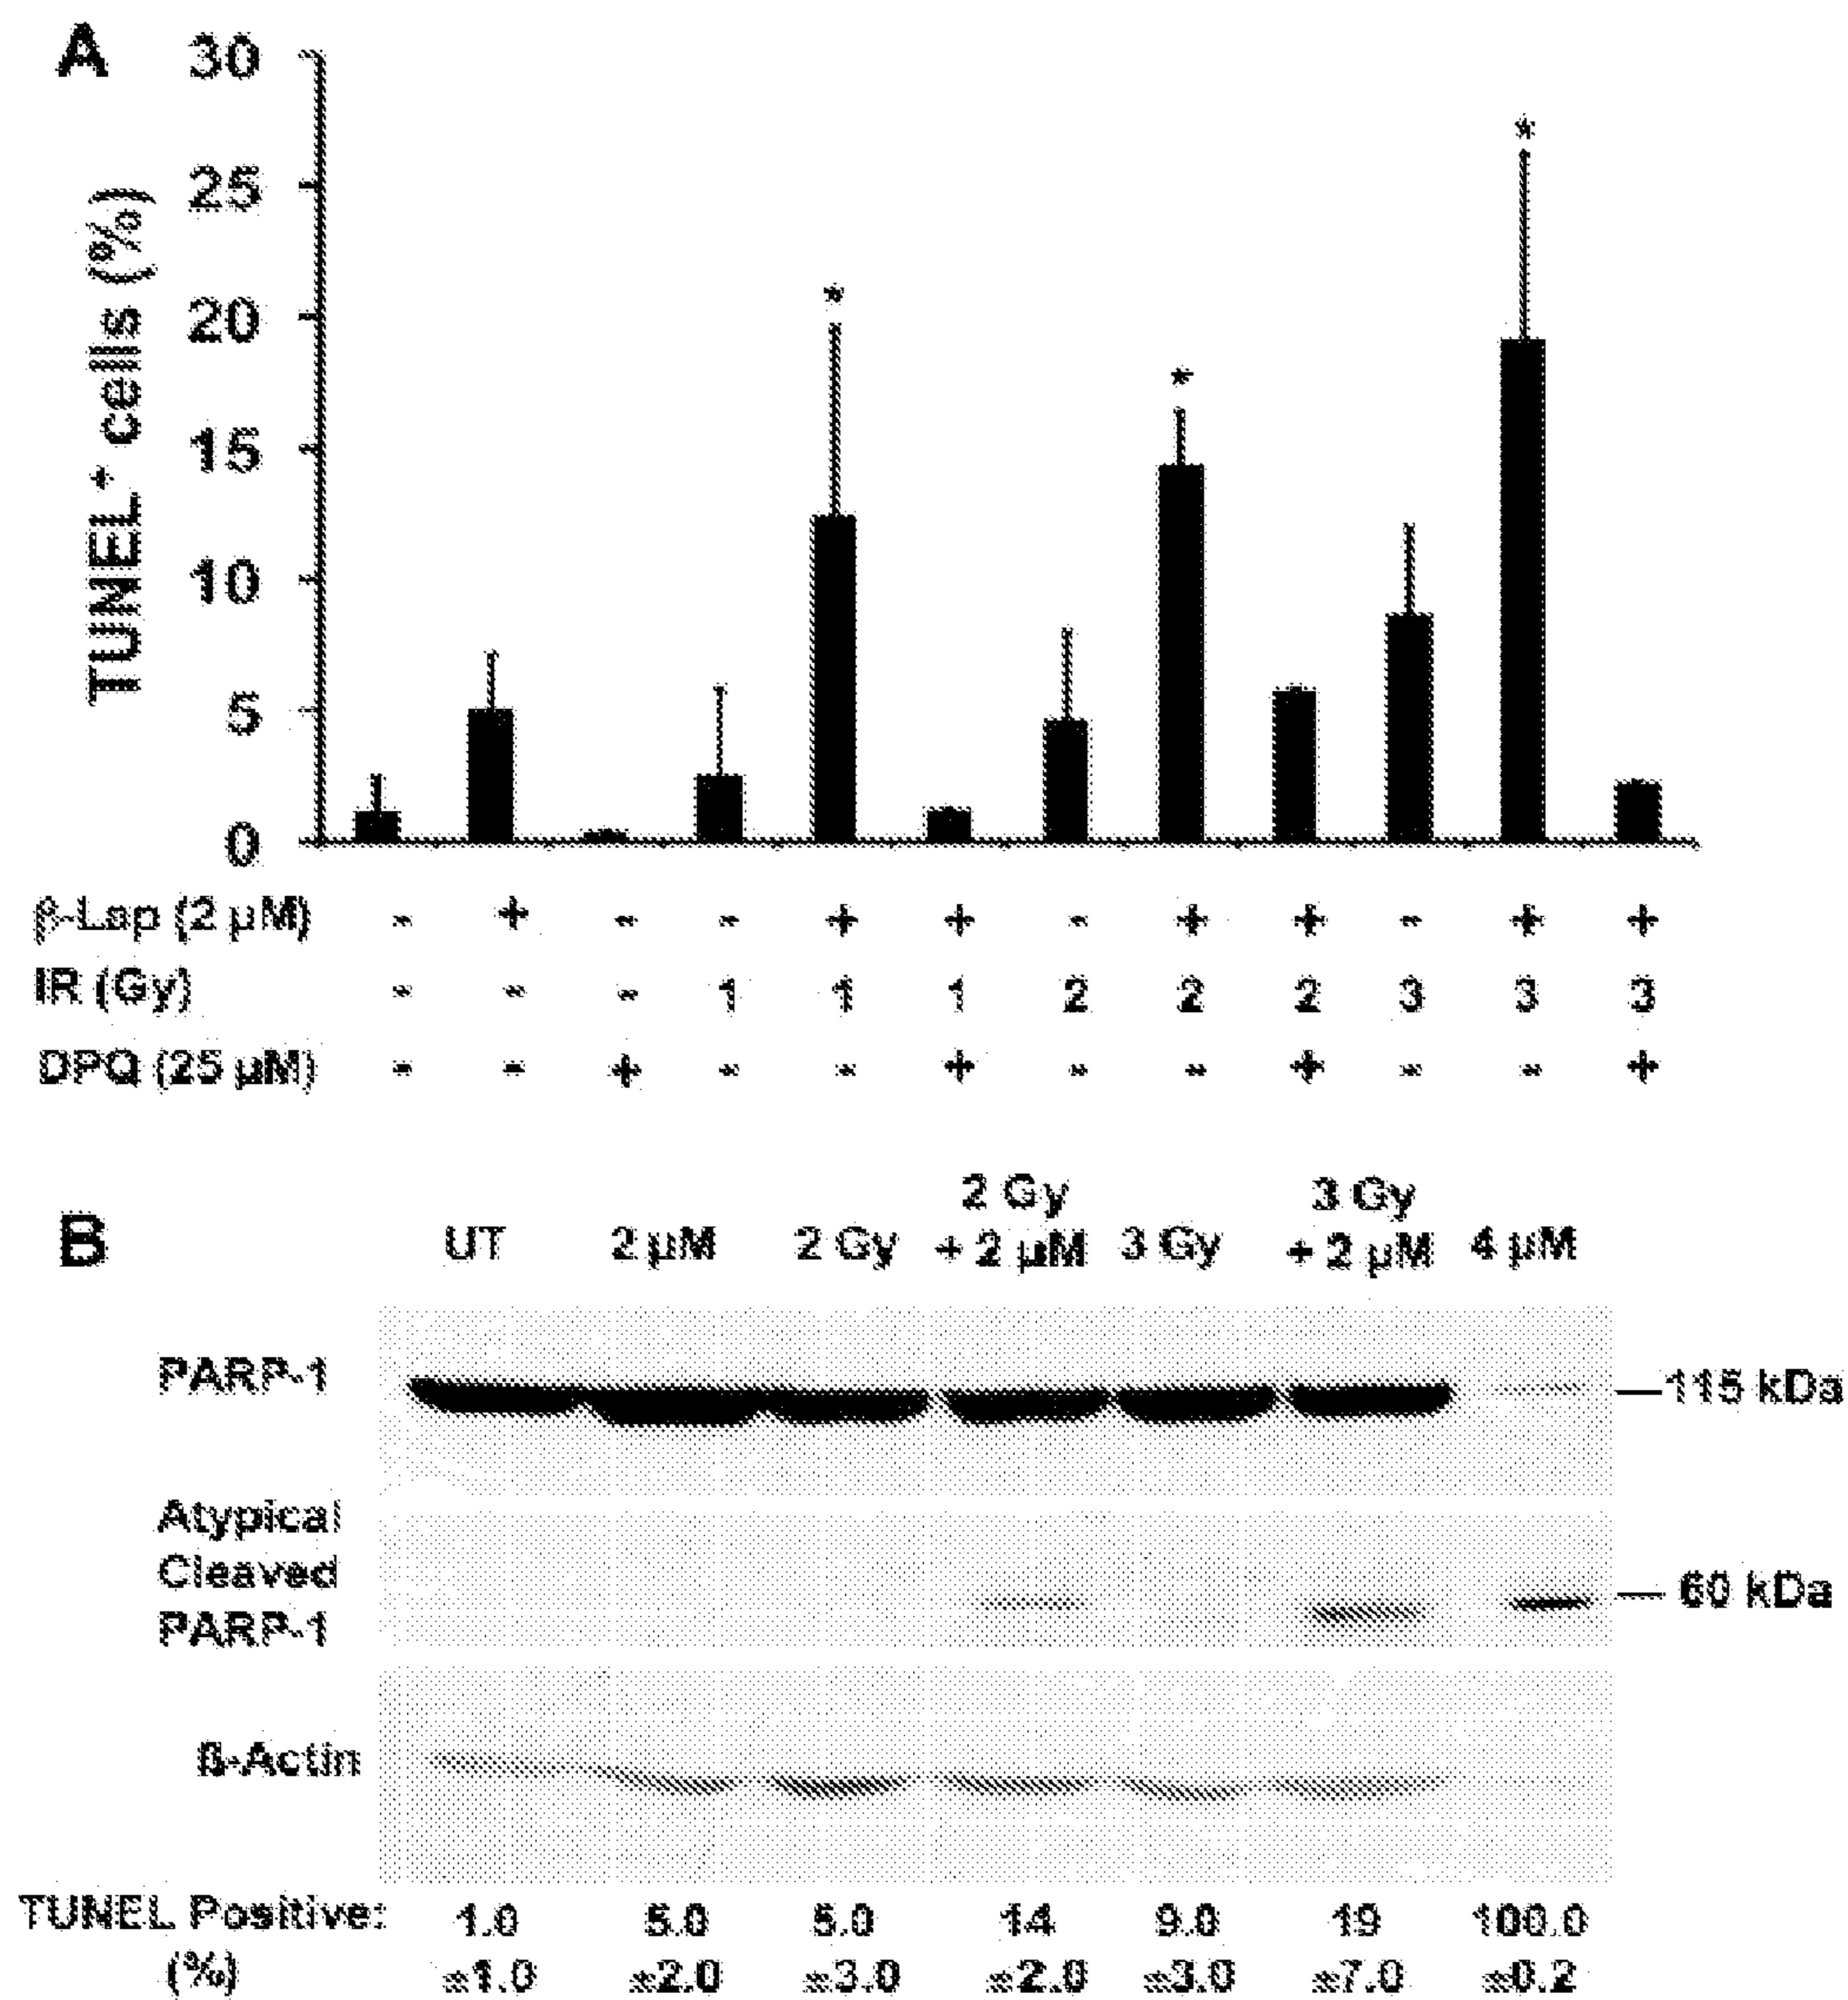 A
30
25
20
15
10
5
0
TUNEL+ cells (%)
*
*
*
β-Lap (2 µM) - + - - + + - + + - + +
IR (Gy) - - - 1 1 1 2 2 2 3 3 3
DPQ (25 µM) - - + - - + - - + - - +
B
UT 2 µM 2 Gy 2 Gy + 2 µM 3 Gy 3 Gy + 2 µM 4 µM
PARP-1 —115 kDa
Atypical
Cleaved — 60 kDa
PARP-1
ß-Actin
TUNEL Positive: 1.0 5.0 5.0 14 9.0 19 100.0
(%) ±1.0 ±2.0 ±3.0 ±2.0 ±3.0 ±7.0 ±0.2